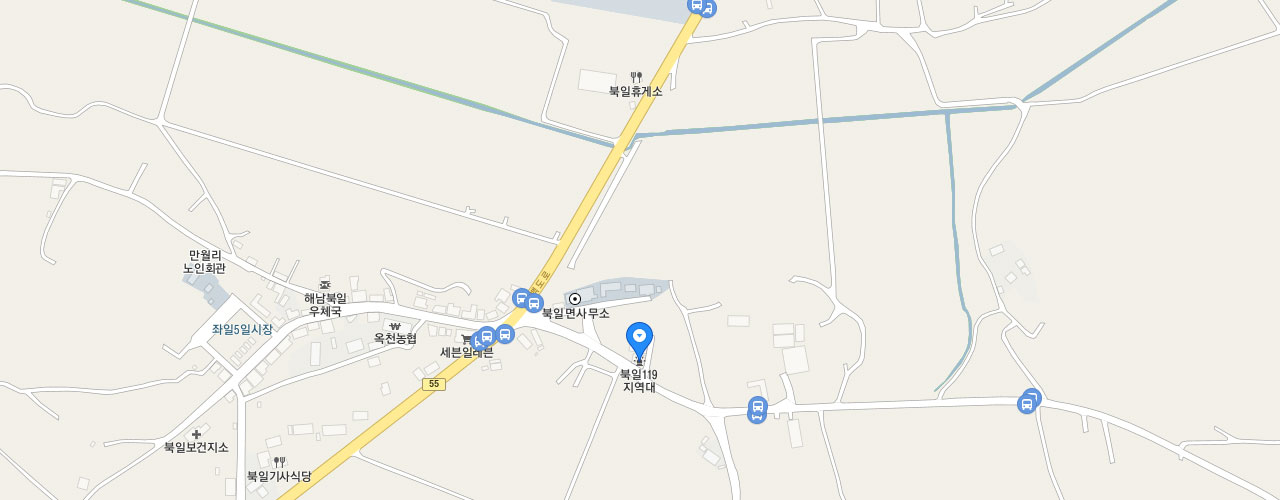 북일휴게소
만월리
노인회관
해남북일
우체국
북일면사무소
좌일5일시장
옥천농협
세븐일레븐
북일119
지역대
55
북일보건지소
북일기사식당